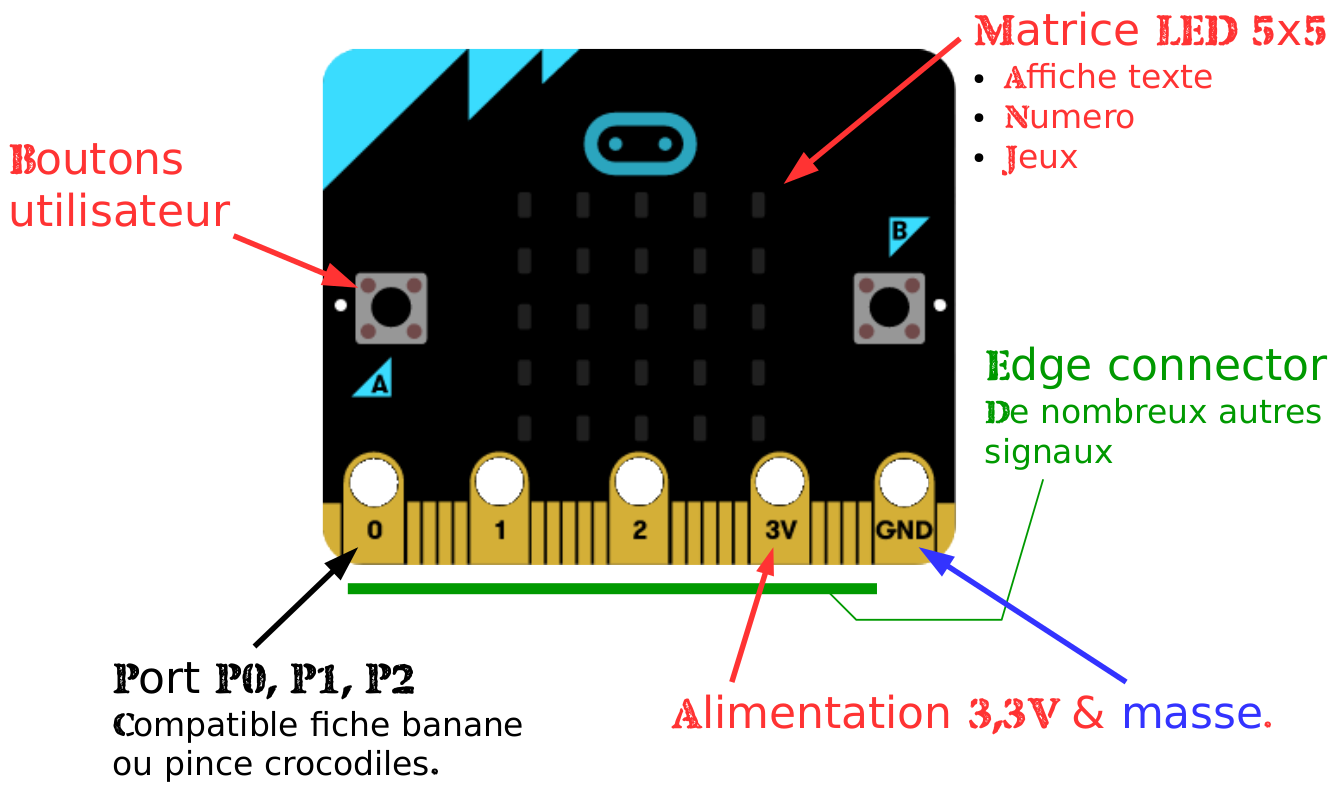 Matrice LED 5x5
• Affiche texte
• Numero
• Jeux
Boutons
utilisateur
B
A
Edge connector
De nombreux autres
signaux
0 1 2 3V GND
Port P0, P1, P2
Compatible fiche banane
ou pince crocodiles.
Alimentation 3,3V & masse.